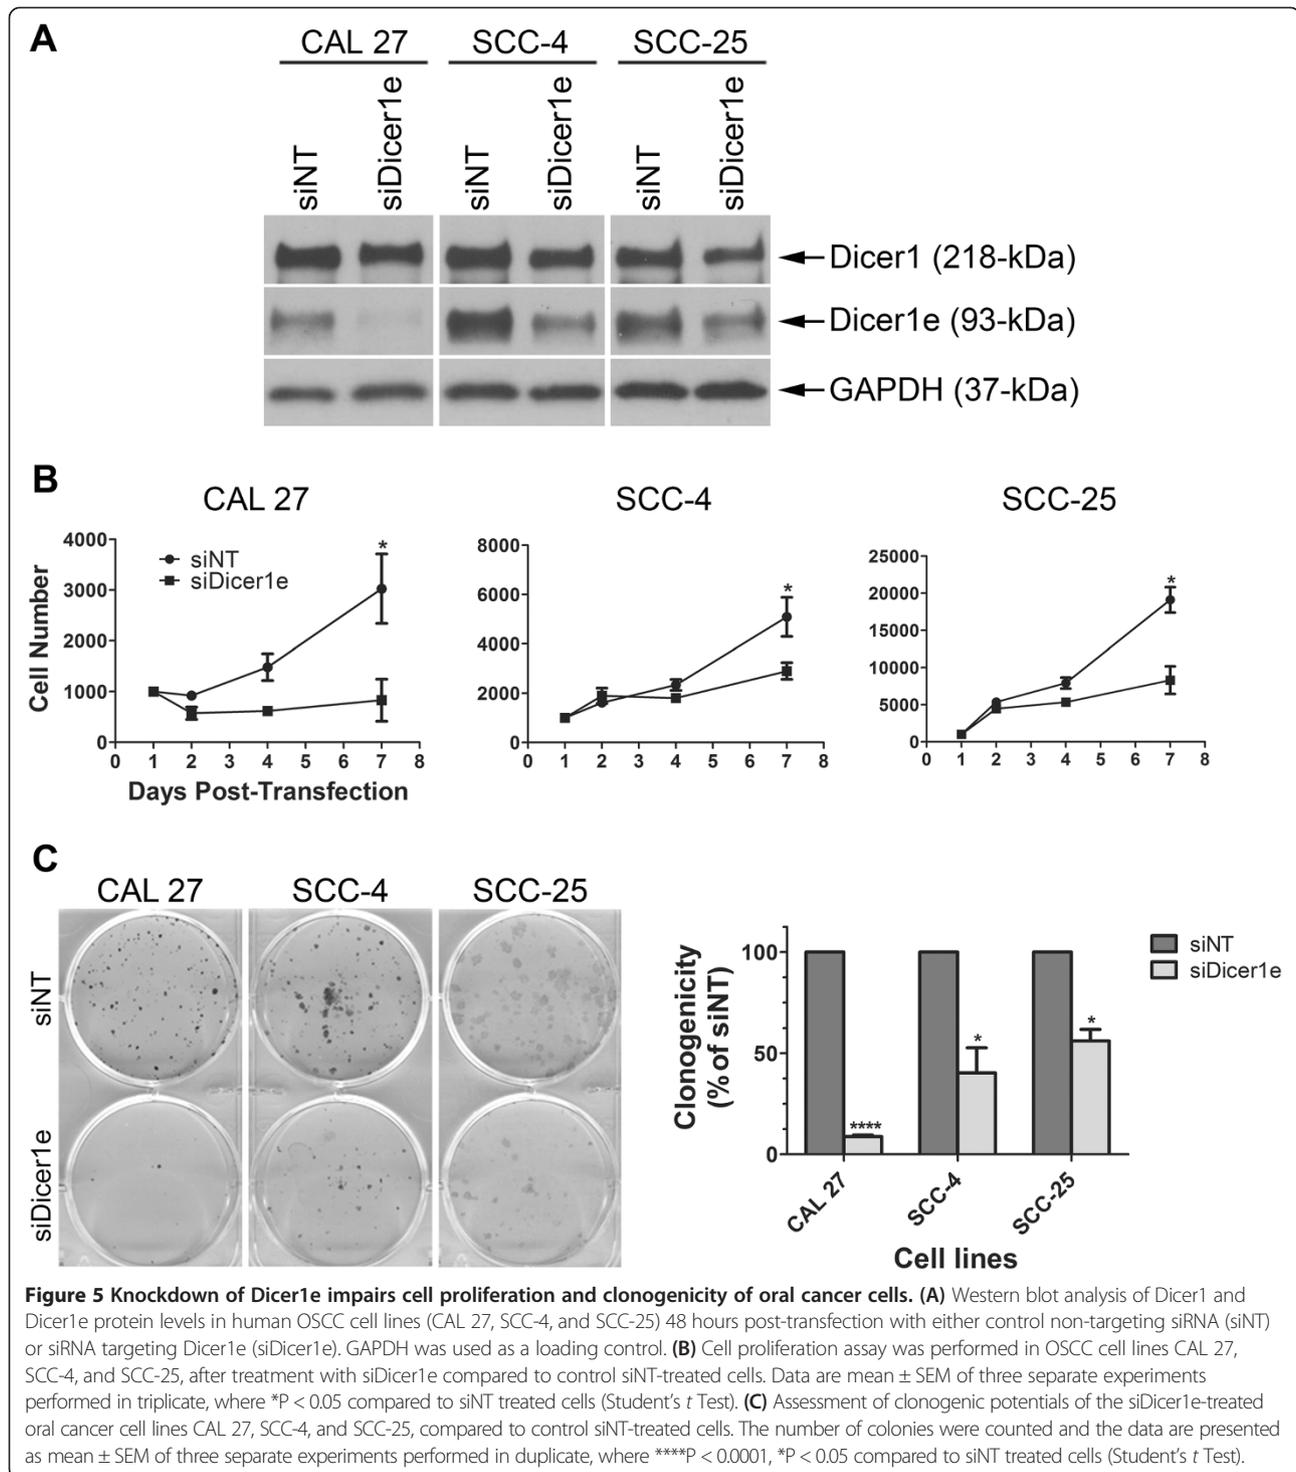 A
CAL 27 SCC-4 SCC-25
siNT siDicer1e siNT siDicer1e siNT siDicer1e
Dicer1 (218-kDa)
Dicer1e (93-kDa)
GAPDH (37-kDa)
B
CAL 27
4000
3000
2000
1000
0
0 1 2 3 4 5 6 7 8
Cell Number
Days Post-Transfection
siNT
siDicer1e
*
SCC-4
8000
6000
4000
2000
0
0 1 2 3 4 5 6 7 8
*
SCC-25
25000
20000
15000
10000
5000
0
0 1 2 3 4 5 6 7 8
*
C
CAL 27 SCC-4 SCC-25
siNT
siDicer1e
Clonogenicity
(% of siNT)
100
50
0
****
*
*
CAL 27
SCC-4
SCC-25
Cell lines
siNT
siDicer1e
Figure 5 Knockdown of Dicer1e impairs cell proliferation and clonogenicity of oral cancer cells. (A) Western blot analysis of Dicer1 and
Dicer1e protein levels in human OSCC cell lines (CAL 27, SCC-4, and SCC-25) 48 hours post-transfection with either control non-targeting siRNA (siNT)
or siRNA targeting Dicer1e (siDicer1e). GAPDH was used as a loading control. (B) Cell proliferation assay was performed in OSCC cell lines CAL 27,
SCC-4, and SCC-25, after treatment with siDicer1e compared to control siNT-treated cells. Data are mean ± SEM of three separate experiments
performed in triplicate, where *P < 0.05 compared to siNT treated cells (Student's t Test). (C) Assessment of clonogenic potentials of the siDicer1e-treated
oral cancer cell lines CAL 27, SCC-4, and SCC-25, compared to control siNT-treated cells. The number of colonies were counted and the data are presented
as mean ± SEM of three separate experiments performed in duplicate, where ****P < 0.0001, *P < 0.05 compared to siNT treated cells (Student's t Test).